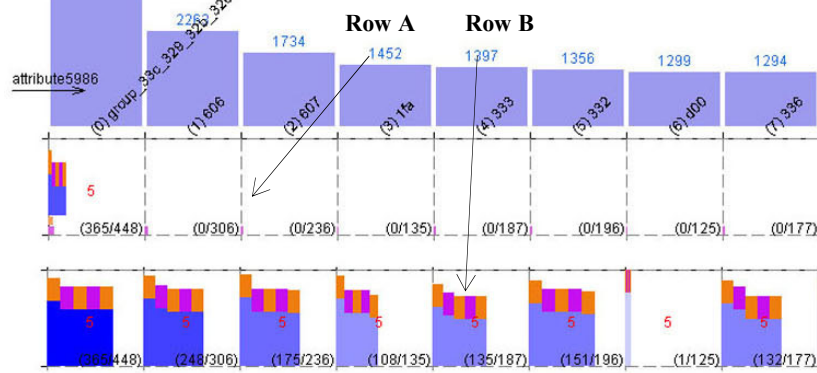 Row A Row B
2263 1734 1452 1397 1356 1299 1294
attribute5986
(0) group_33c_329_32b_328 (1) 606 (2) 607 (3) 1fa (4) 333 (5) 332 (6) d00 (7) 336
5
(365/448) (0/306) (0/236) (0/135) (0/187) (0/196) (0/125) (0/177)
5 5 5 5 5 5 5 5
(365/448) (248/306) (175/236) (108/135) (135/187) (151/196) (1/125) (132/177)